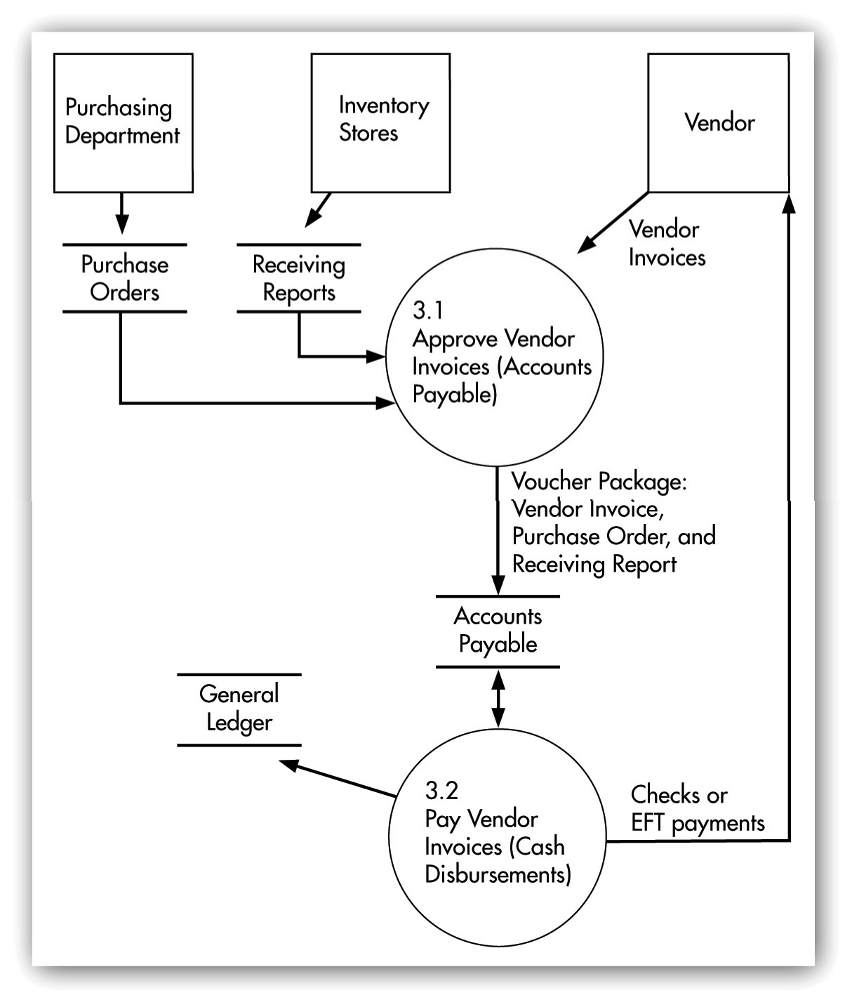 Purchasing
Department
Inventory
Stores
Vendor
Vendor
Invoices
Purchase
Orders
Receiving
Reports
3.1
Approve Vendor
Invoices (Accounts
Payable)
Voucher Package:
Vendor Invoice,
Purchase Order, and
Receiving Report
Accounts
Payable
General
Ledger
3.2
Pay Vendor
Invoices (Cash
Disbursements)
Checks or
EFT payments